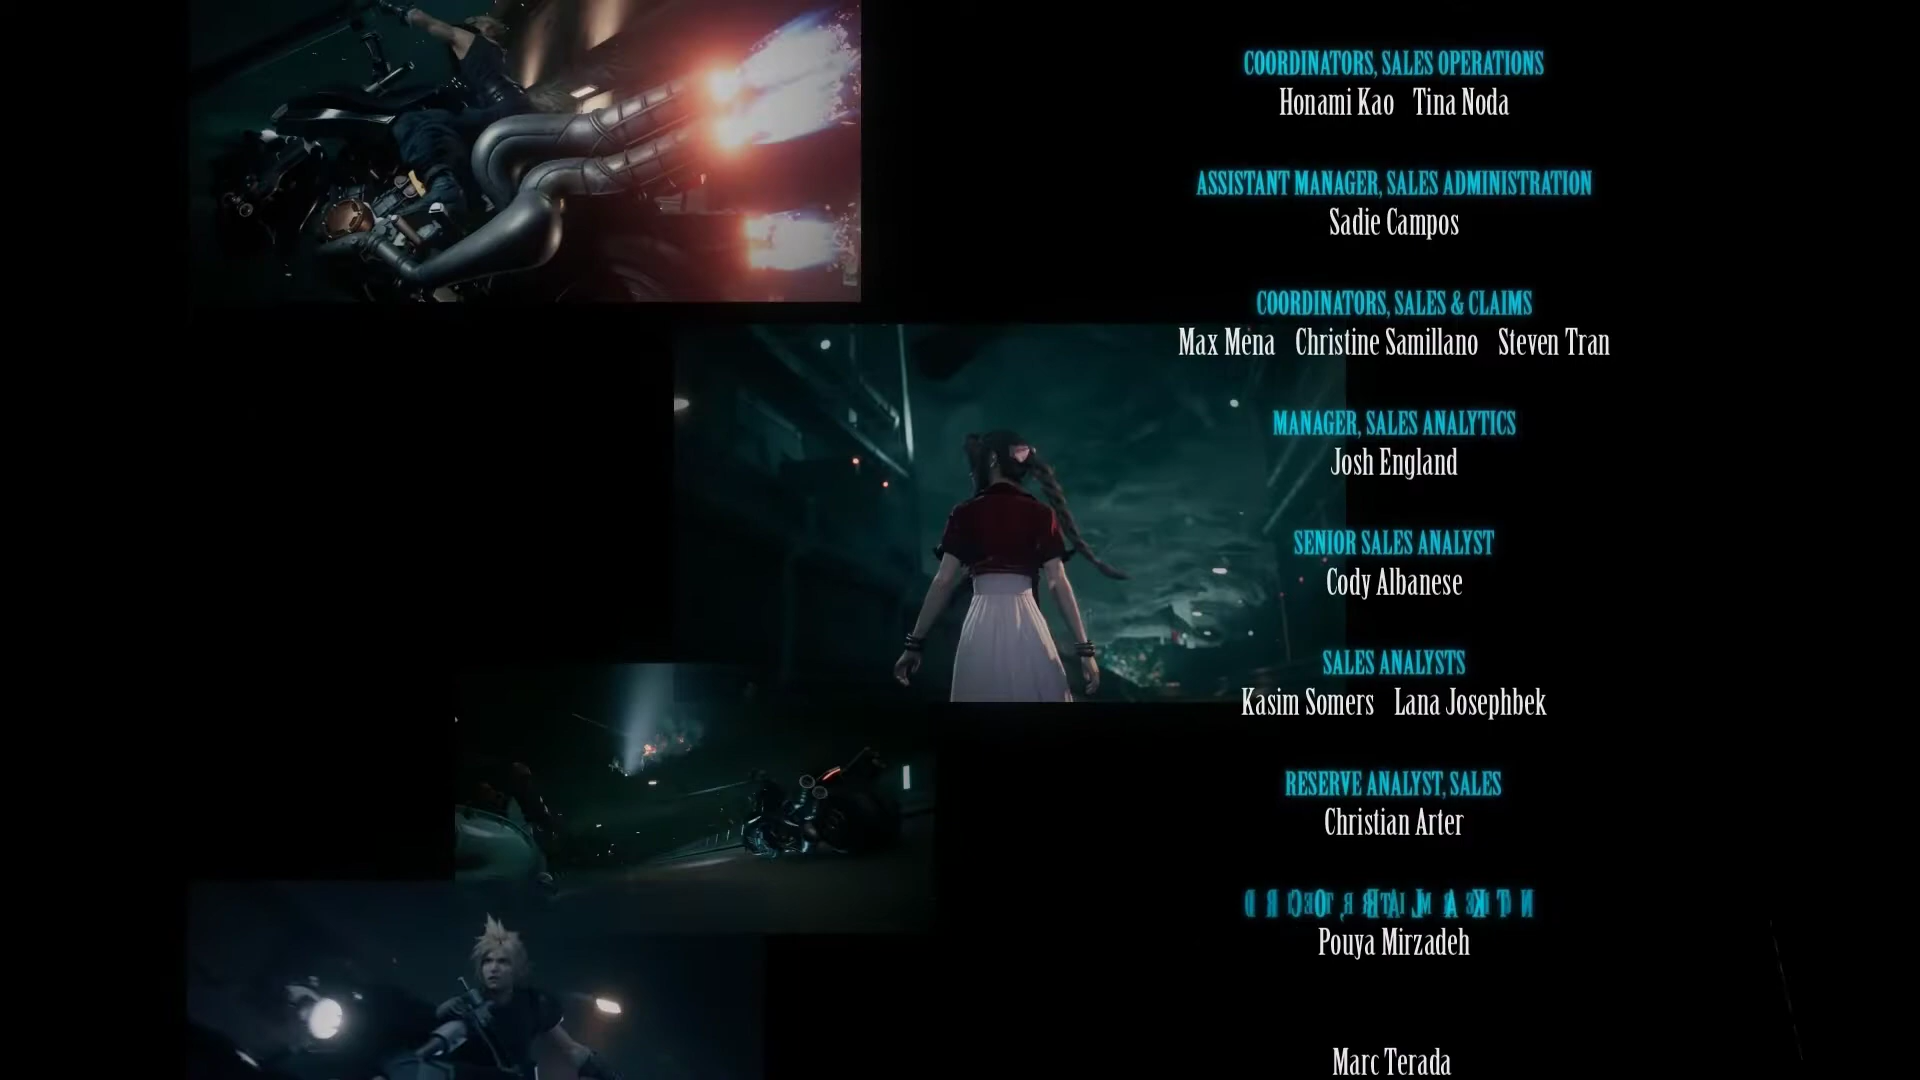 COORDINATORS, SALES OPERATIONS
Honami Kao Tina Noda
ASSISTANT MANAGER, SALES ADMINISTRATION
Sadie Campos
COORDINATORS, SALES & CLAIMS
Max Mena Christine Samillano Steven Tran
MANAGER, SALES ANALYTICS
Josh England
SENIOR SALES ANALYST
Cody Albanese
SALES ANALYSTS
Kasim Somers Lana Josephbek
RESERVE ANALYST, SALES
Christian Arter
Pouya Mirzadeh
Marc Terada